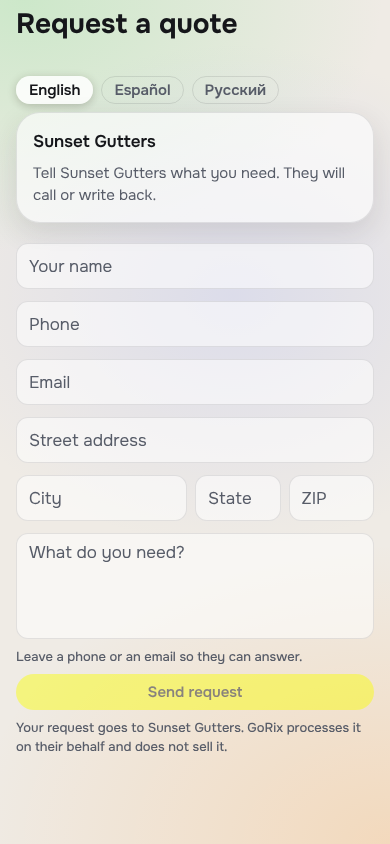 Request a quote
English Español Русский
Sunset Gutters
Tell Sunset Gutters what you need. They will
call or write back.
Your name
Phone
Email
Street address
City State ZIP
What do you need?
Leave a phone or an email so they can answer.
Send request
Your request goes to Sunset Gutters. GoRix processes it
on their behalf and does not sell it.